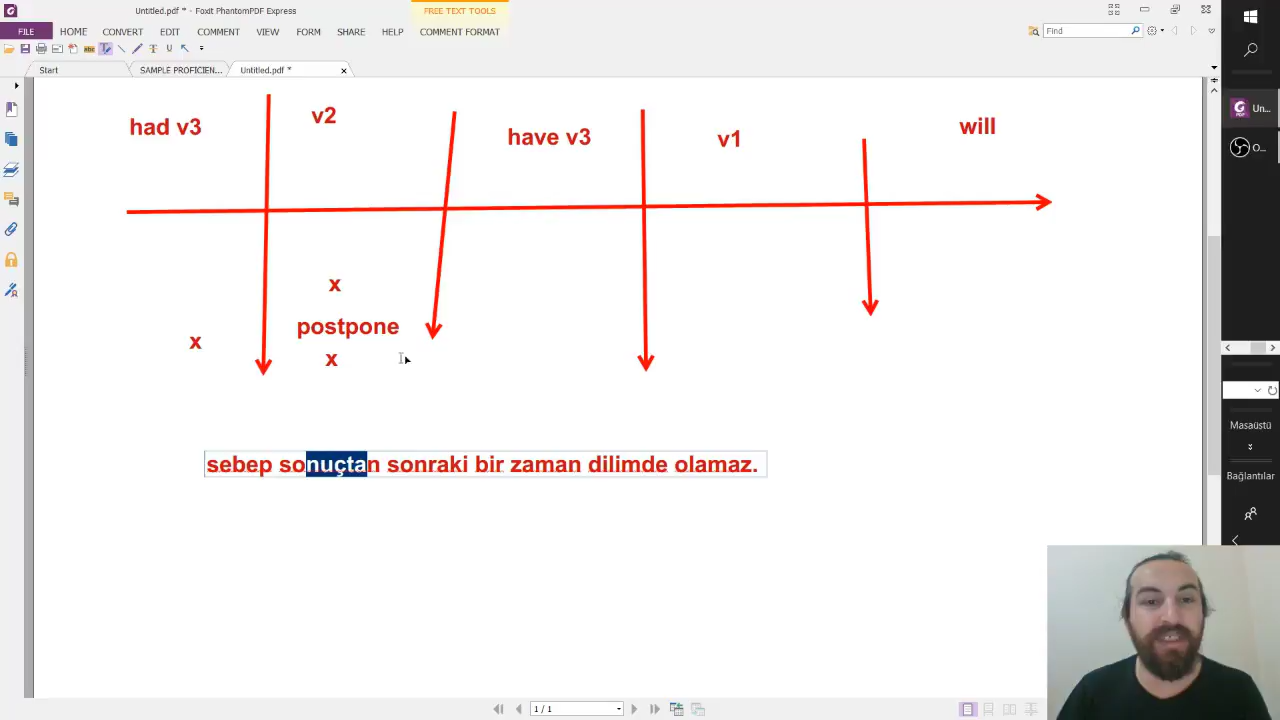 Untitled.pdf * - Foxit PhantomPDF Express
FREE TEXT TOOLS
FILE HOME CONVERT EDIT COMMENT VIEW FORM SHARE HELP COMMENT FORMAT
Find
Start SAMPLE PROFICIEN... Untitled.pdf *
had v3 v2 have v3 v1 will
x
postpone
x x
sebep sonuçtan sonraki bir zaman dilimde olamaz.
1 / 1
Un...
O...
Masaüstü
Bağlantılar